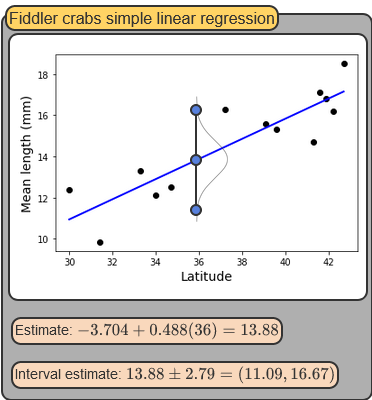 Fiddler crabs simple linear regression
Mean length (mm)
18
16
14
12
10
30 32 34 36 38 40 42
Latitude
Estimate: −3.704 + 0.488(36) = 13.88
Interval estimate: 13.88 ± 2.79 = (11.09, 16.67)